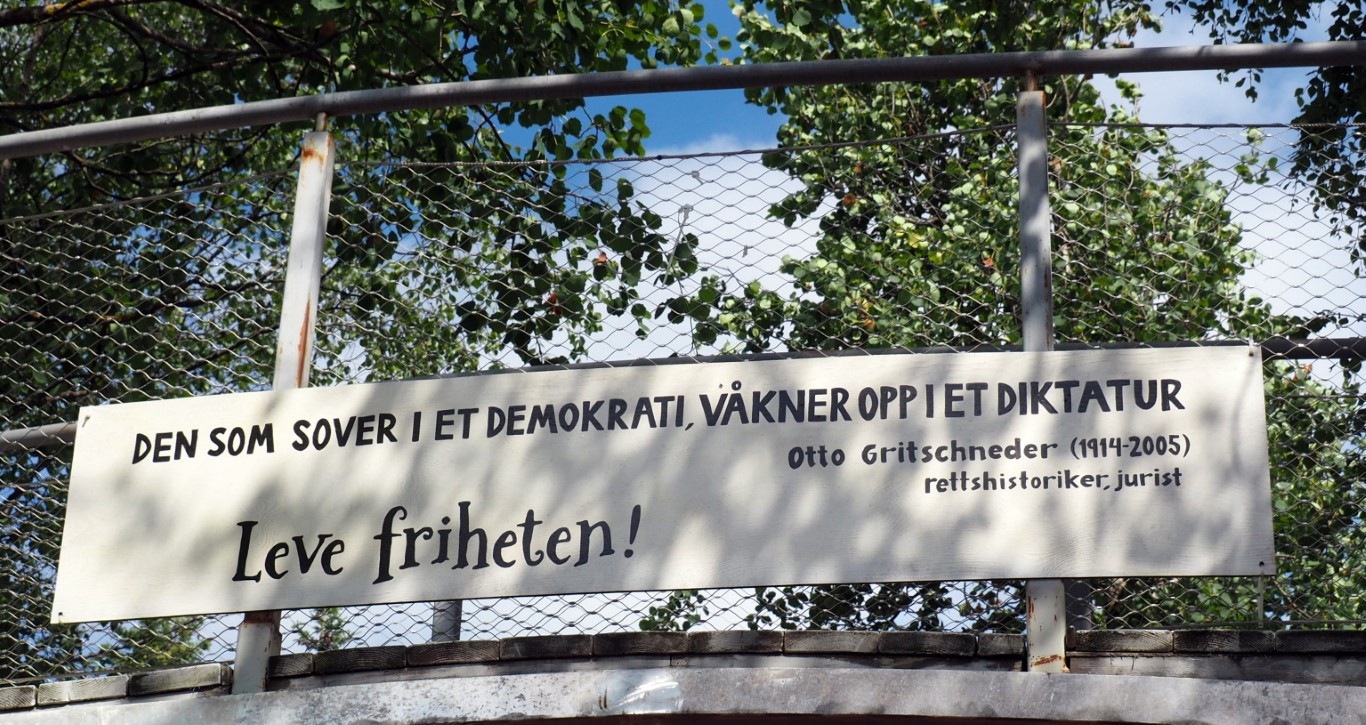 DEN SOM SOVER I ET DEMOKRATI, VÅKNER OPP I ET DIKTATUR
Otto Gritschneder (1914-2005)
rettshistoriker, jurist
Leve friheten!